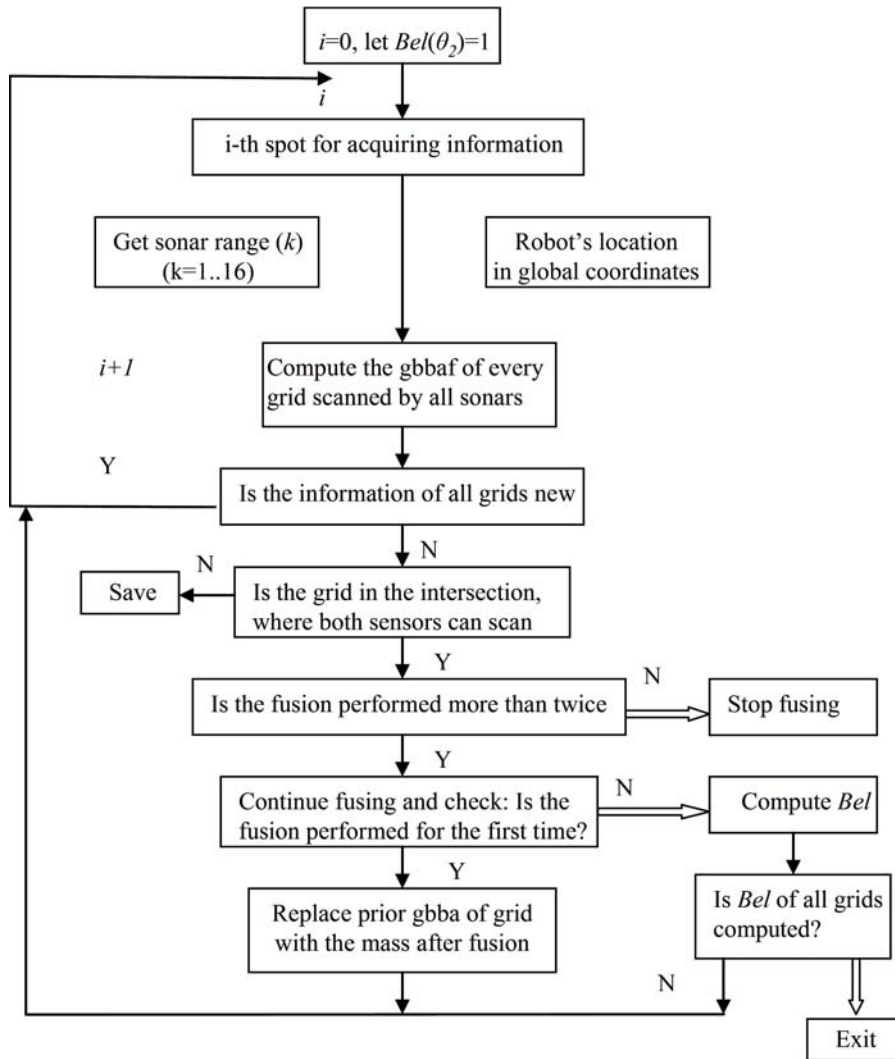 i=0, let Bel(θ₂)=1
i
i-th spot for acquiring information
Get sonar range (k)
(k=1..16)
Robot's location
in global coordinates
i+1
Compute the gbbaf of every
grid scanned by all sonars
Y
Is the information of all grids new
N
N
Save
Is the grid in the intersection,
where both sensors can scan
Y
Is the fusion performed more than twice
N
Stop fusing
Y
Continue fusing and check: Is the
fusion performed for the first time?
N
Compute Bel
Y
Replace prior gbba of grid
with the mass after fusion
Is Bel of all grids
computed?
N
Exit